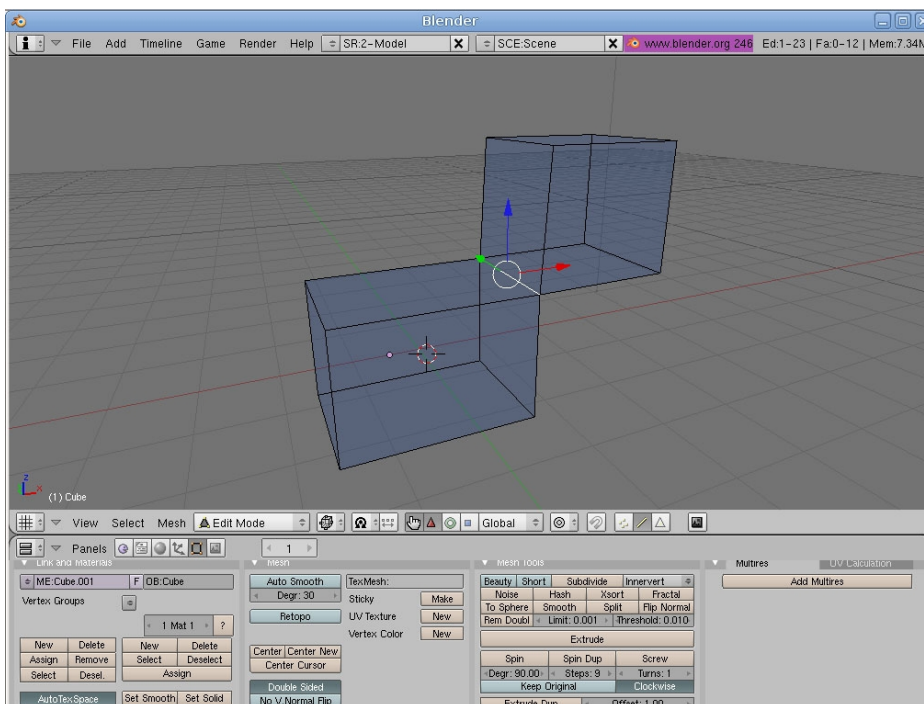 Blender
File Add Timeline Game Render Help SR:2-Model X SCE:Scene X www.blender.org 246 Ed:1-23 | Fa:0-12 | Mem:7.34M
z
x
(1) Cube
View Select Mesh Edit Mode Global
Panels 1
Link and Materials Mesh Mesh Tools Multires UV Calculation
ME:Cube.001 F OB:Cube Auto Smooth TexMesh: Beauty Short Subdivide Innervert Add Multires
Vertex Groups Degr: 30 Sticky Make Noise Hash Xsort Fractal
To Sphere Smooth Split Flip Normal
1 Mat 1 ? Retopo UV Texture New Rem Doubl Limit: 0.001 Threshold: 0.010
Vertex Color New
New Delete New Delete Extrude
Assign Remove Select Deselect Center Center New Spin Spin Dup Screw
Select Desel. Assign Center Cursor Degr: 90.00 Steps: 9 Turns: 1
Double Sided Keep Original Clockwise
AutoTexSpace Set Smooth Set Solid No V.Normal Flip Extrude Dup Offset: 1.00